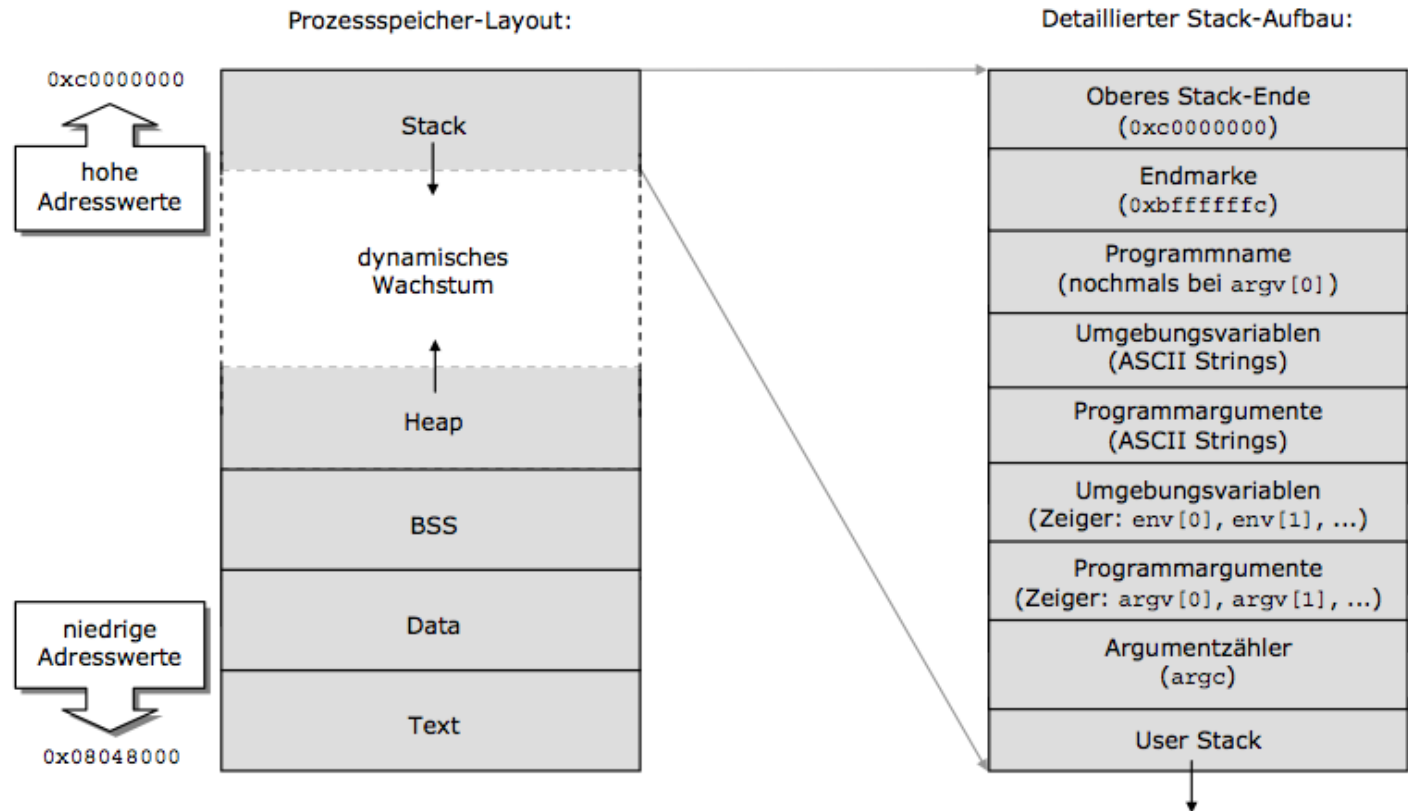 Prozessspeicher-Layout:
0xc0000000
hohe
Adresswerte
niedrige
Adresswerte
0x08048000
Stack
dynamisches
Wachstum
Heap
BSS
Data
Text
Detaillierter Stack-Aufbau:
Oberes Stack-Ende
(0xc0000000)
Endmarke
(0xbffffffc)
Programmname
(nochmals bei argv[0])
Umgebungsvariablen
(ASCII Strings)
Programmargumente
(ASCII Strings)
Umgebungsvariablen
(Zeiger: env[0], env[1], ...)
Programmargumente
(Zeiger: argv[0], argv[1], ...)
Argumentzähler
(argc)
User Stack